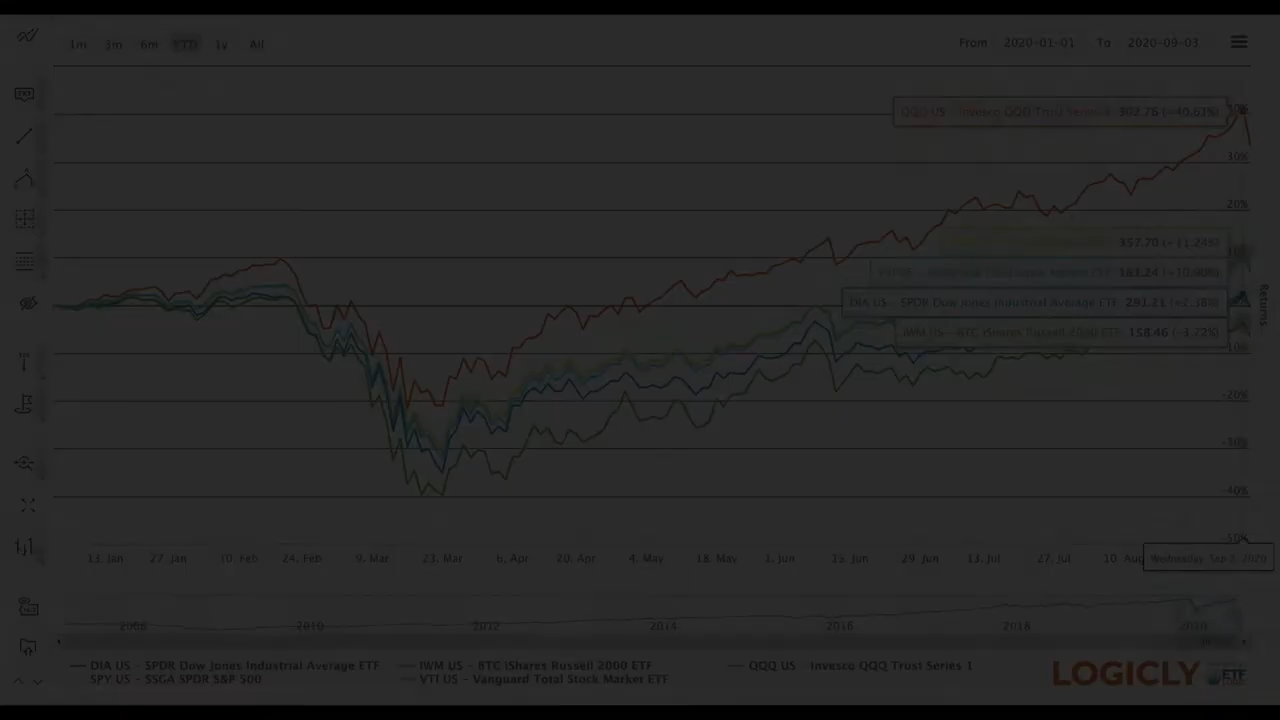 1m 3m 6m YTD 1y All
From 2020-01-01 To 2020-09-03
QQQ US - Invesco QQQ Trust Series 1 302.76 (+40.61%)
30%
20%
357.70 (+11.24%)
183.24 (+10.90%)
DIA US - SPDR Dow Jones Industrial Average ETF 291.21 (+2.38%)
Returns
IWM US - BTC iShares Russell 2000 ETF 158.46 (-3.72%)
-20%
-30%
-40%
-50%
13. Jan 27. Jan 10. Feb 24. Feb 9. Mar 23. Mar 6. Apr 20. Apr 4. May 18. May 1. Jun 15. Jun 29. Jun 13. Jul 27. Jul 10. Aug Wednesday, Sep 2, 2020
2008 2010 2012 2014 2016 2018 2020
DIA US - SPDR Dow Jones Industrial Average ETF IWM US - BTC iShares Russell 2000 ETF QQQ US - Invesco QQQ Trust Series 1
SPY US - SSGA SPDR S&P 500 VTI US - Vanguard Total Stock Market ETF
LOGICLY ETF